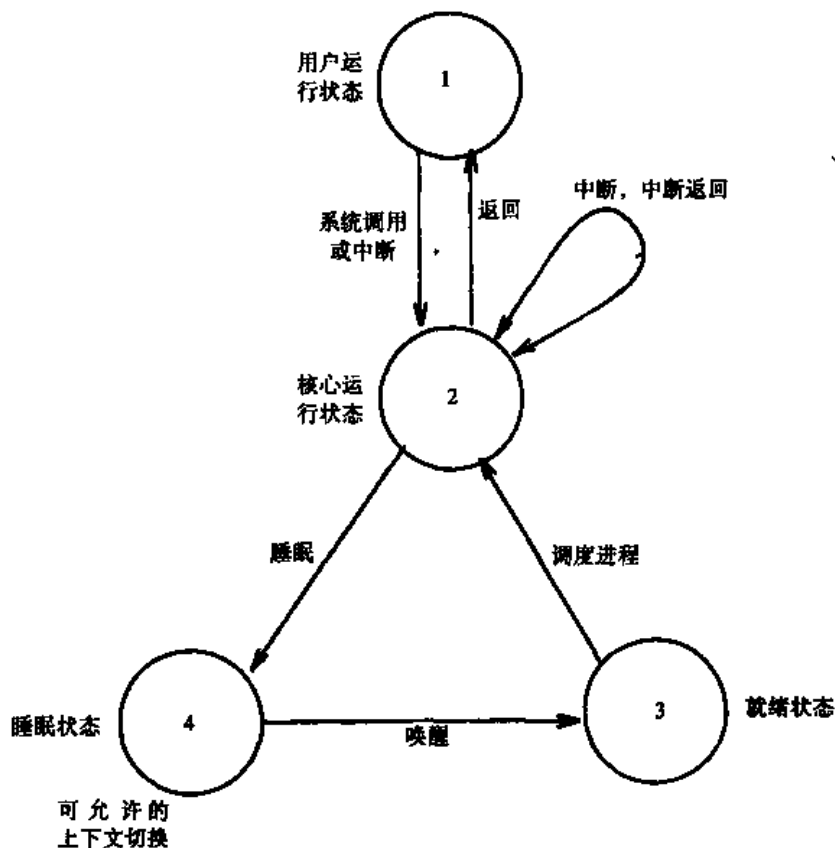 用户运
行状态
1
中断，中断返回
系统调用
或中断
返回
核心运
行状态
2
睡眠
调度进程
睡眠状态
4
唤醒
3
就绪状态
可允许的
上下文切换